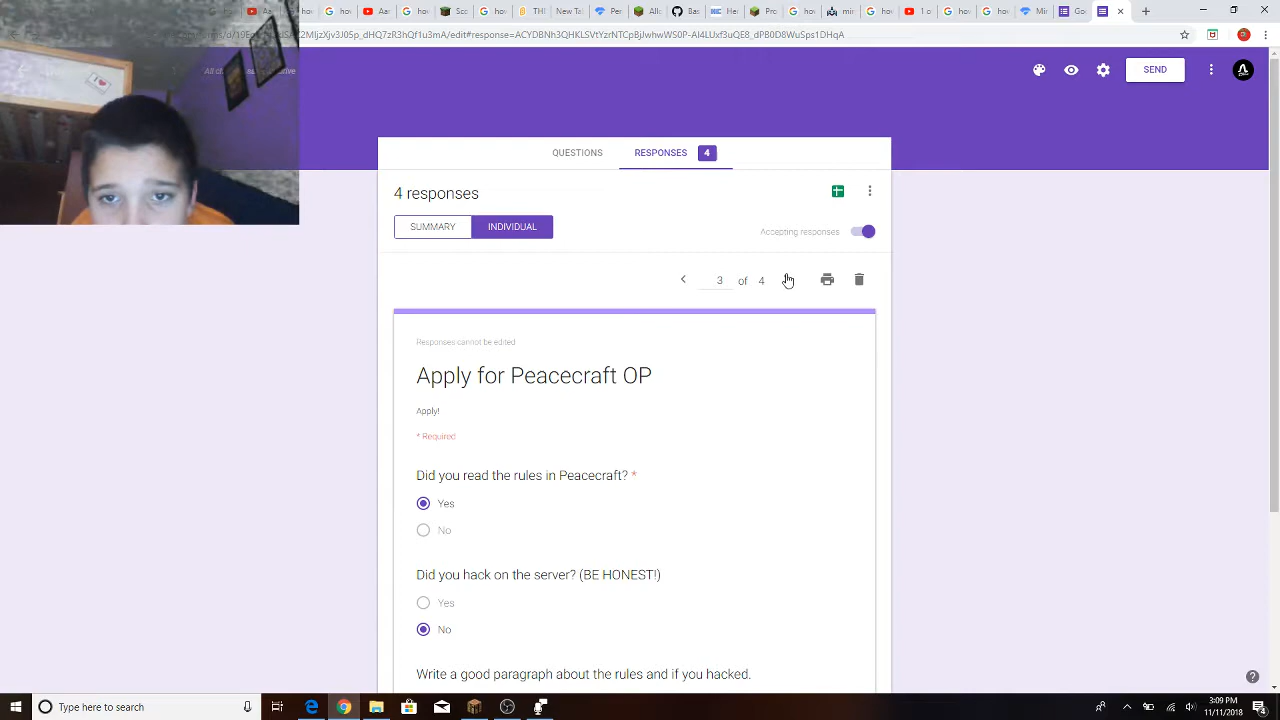 SEND
QUESTIONS
RESPONSES 4
4 responses
SUMMARY
INDIVIDUAL
Accepting responses
3 of 4
Responses cannot be edited
Apply for Peacecraft OP
Apply!
* Required
Did you read the rules in Peacecraft? *
Yes
No
Did you hack on the server? (BE HONEST!)
Yes
No
Write a good paragraph about the rules and if you hacked.
Type here to search
3:09 PM
11/11/2018